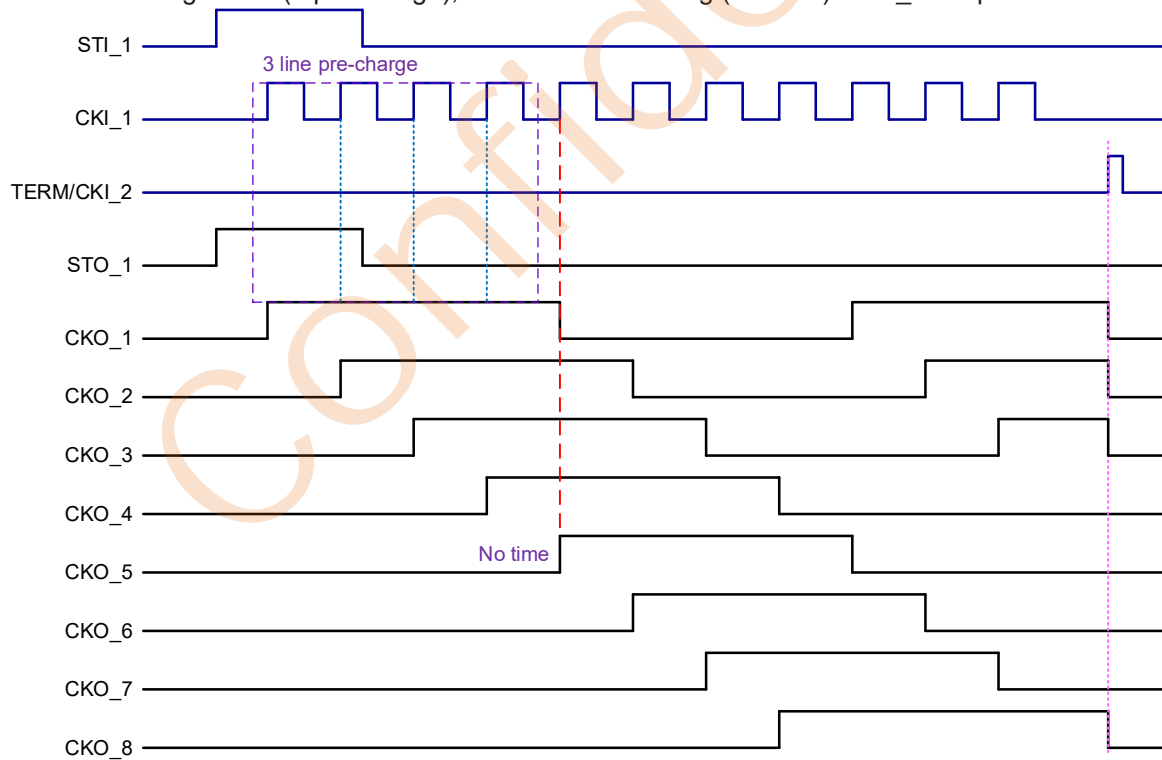 STI_1
3 line pre-charge
CKI_1
TERM/CKI_2
STO_1
CKO_1
CKO_2
CKO_3
CKO_4
No time
CKO_5
CKO_6
CKO_7
CKO_8